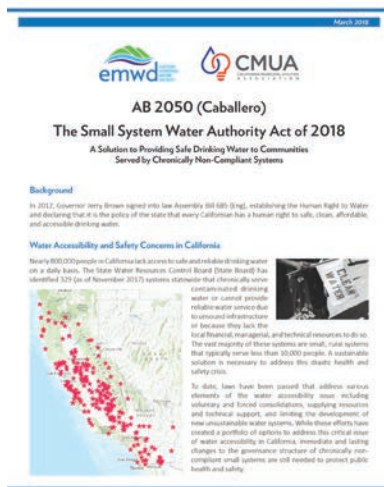 March 2018
emwd
CMUA
AB 2050 (Caballero)
The Small System Water Authority Act of 2018
A Solution to Providing Safe Drinking Water to Communities
Served by Chronically Non-Compliant Systems
Background
In 2012, Governor Jerry Brown signed into law Assembly Bill 685 (Eng), establishing the Human Right to Water
and declaring that it is the policy of the state that every Californian has a human right to safe, clean, affordable,
and accessible drinking water.
Water Accessibility and Safety Concerns in California
Nearly 800,000 people in California lack access to safe and reliable drinking water
on a daily basis. The State Water Resources Control Board (State Board) has
identified 329 (as of November 2017) systems statewide that chronically serve
contaminated drinking
water or cannot provide
reliable water service due
to unsound infrastructure
or because they lack the
local financial, managerial, and technical resources to do so.
The vast majority of these systems are small, rural systems
that typically serve less than 10,000 people. A sustainable
solution is necessary to address this drastic health and
safety crisis.
To date, laws have been passed that address various
elements of the water accessibility issue including
voluntary and forced consolidations, supplying resources
and technical support, and limiting the development of
new unsustainable water systems. While those efforts have
created a portfolio of options to address this critical issue
of water accessibility in California, immediate and lasting
changes to the governance structure of chronically non-
compliant small systems are still needed to protect public
health and safety.
CLEAN
WATER